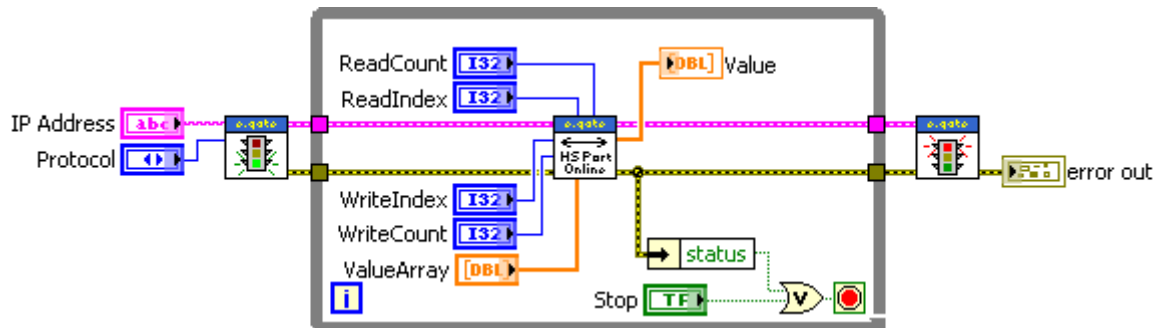 ReadCount I32
[DBL] Value
ReadIndex I32
IP Address abc
e.gate
e.gate
e.gate
Protocol
HS Port
Online
WriteIndex I32
error out
WriteCount I32
status
ValueArray [DBL]
i
Stop TF
V